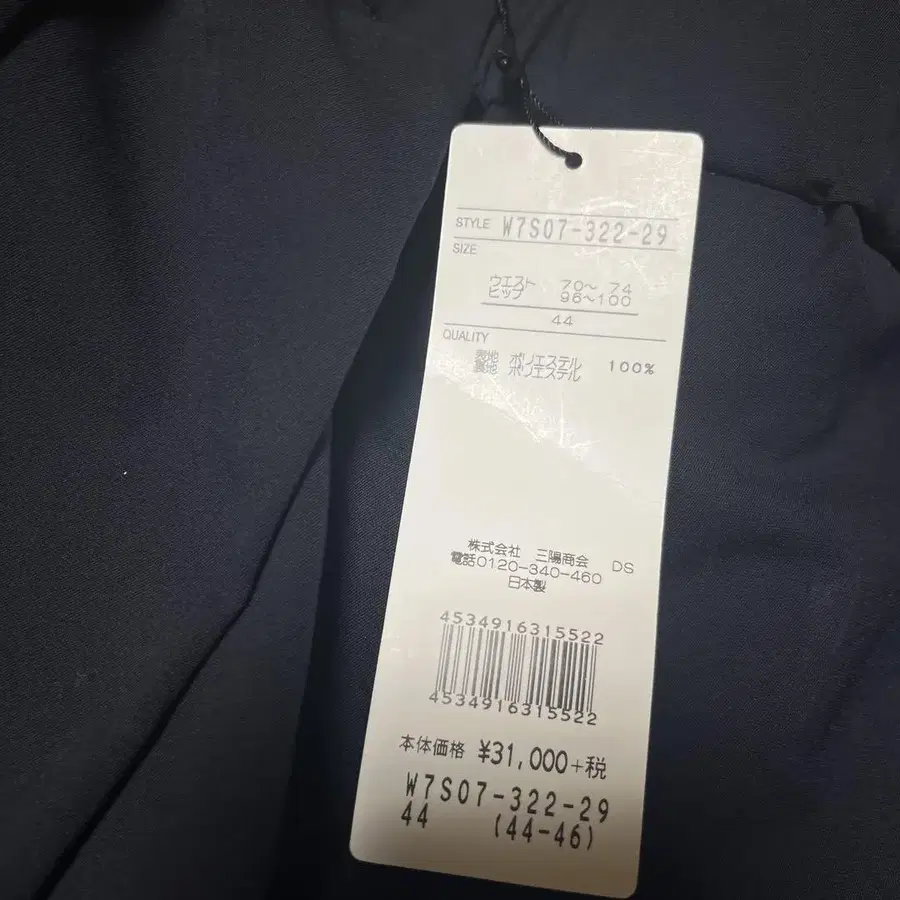 STYLE W7S07-322-29
SIZE
ウエスト 70〜 74
ヒップ 96〜100
44
QUALITY
表地 ポリエステル 100%
裏地 ポリエステル
株式会社 三陽商会 DS
電話0120-340-460
日本製
4534916315522
4534916315522
本体価格 ¥31,000+税
W7S07-322-29
44 (44-46)